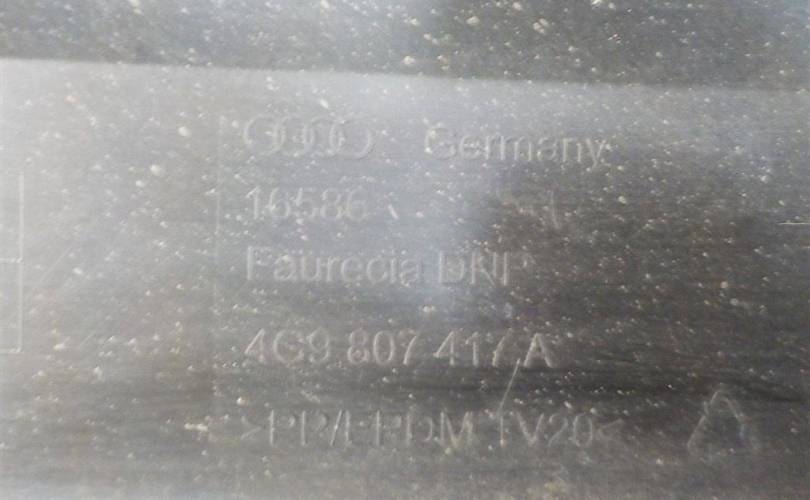 Germany
16586
Faurecia DNP
4G9 807 417 A
>PP/EPDM TV20<